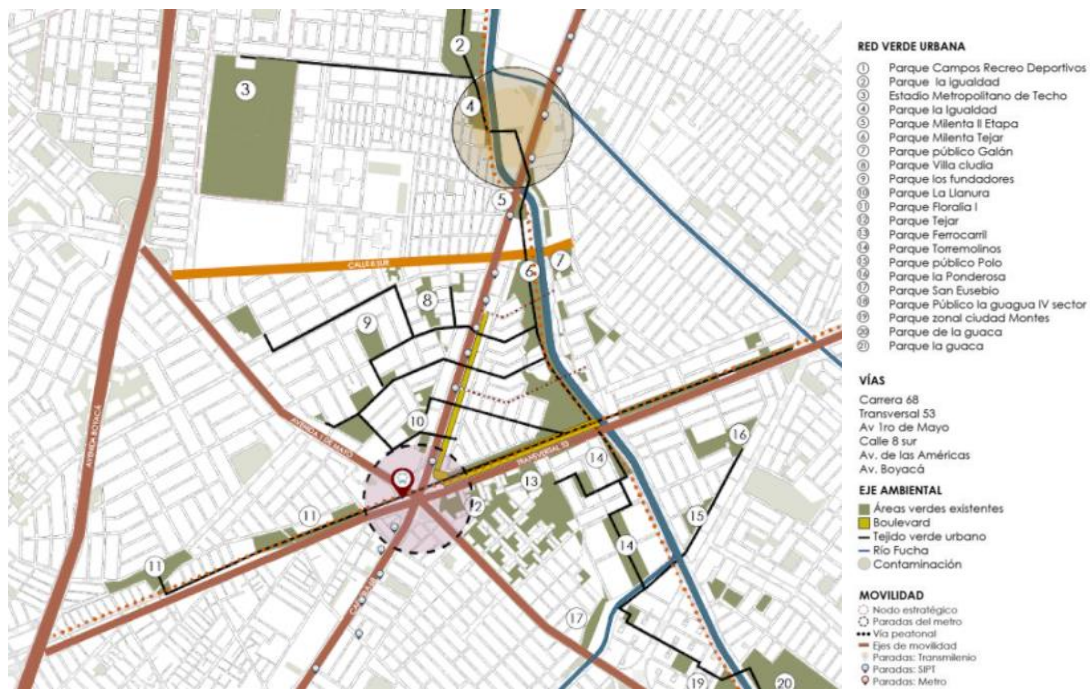 2
3
4
5
CALLE 8 SUR
7
6
8
9
10
AVENIDA BOYACÁ
AVENIDA 1 DE MAYO
TRANSVERSAL 53
14
16
13
11
12
15
14
11
17
19
20
RED VERDE URBANA
1 Parque Campos Recreo Deportivos
2 Parque la igualdad
3 Estadio Metropolitano de Techo
4 Parque la Igualdad
5 Parque Milenta II Etapa
6 Parque Milenta Tejar
7 Parque público Galán
8 Parque Villa cludia
9 Parque los fundadores
10 Parque La Llanura
11 Parque Floralia I
12 Parque Tejar
13 Parque Ferrocarril
14 Parque Torremolinos
15 Parque público Polo
16 Parque la Ponderosa
17 Parque San Eusebio
18 Parque Público la guagua IV sector
19 Parque zonal ciudad Montes
20 Parque de la guaca
21 Parque la guaca
VÍAS
Carrera 68
Transversal 53
Av 1ro de Mayo
Calle 8 sur
Av. de las Américas
Av. Boyacá
EJE AMBIENTAL
Áreas verdes existentes
Boulevard
Tejido verde urbano
Río Fucha
Contaminación
MOVILIDAD
Nodo estratégico
Paradas del metro
Vía peatonal
Ejes de movilidad
Paradas: Transmilenio
Paradas: SIPT
Paradas: Metro